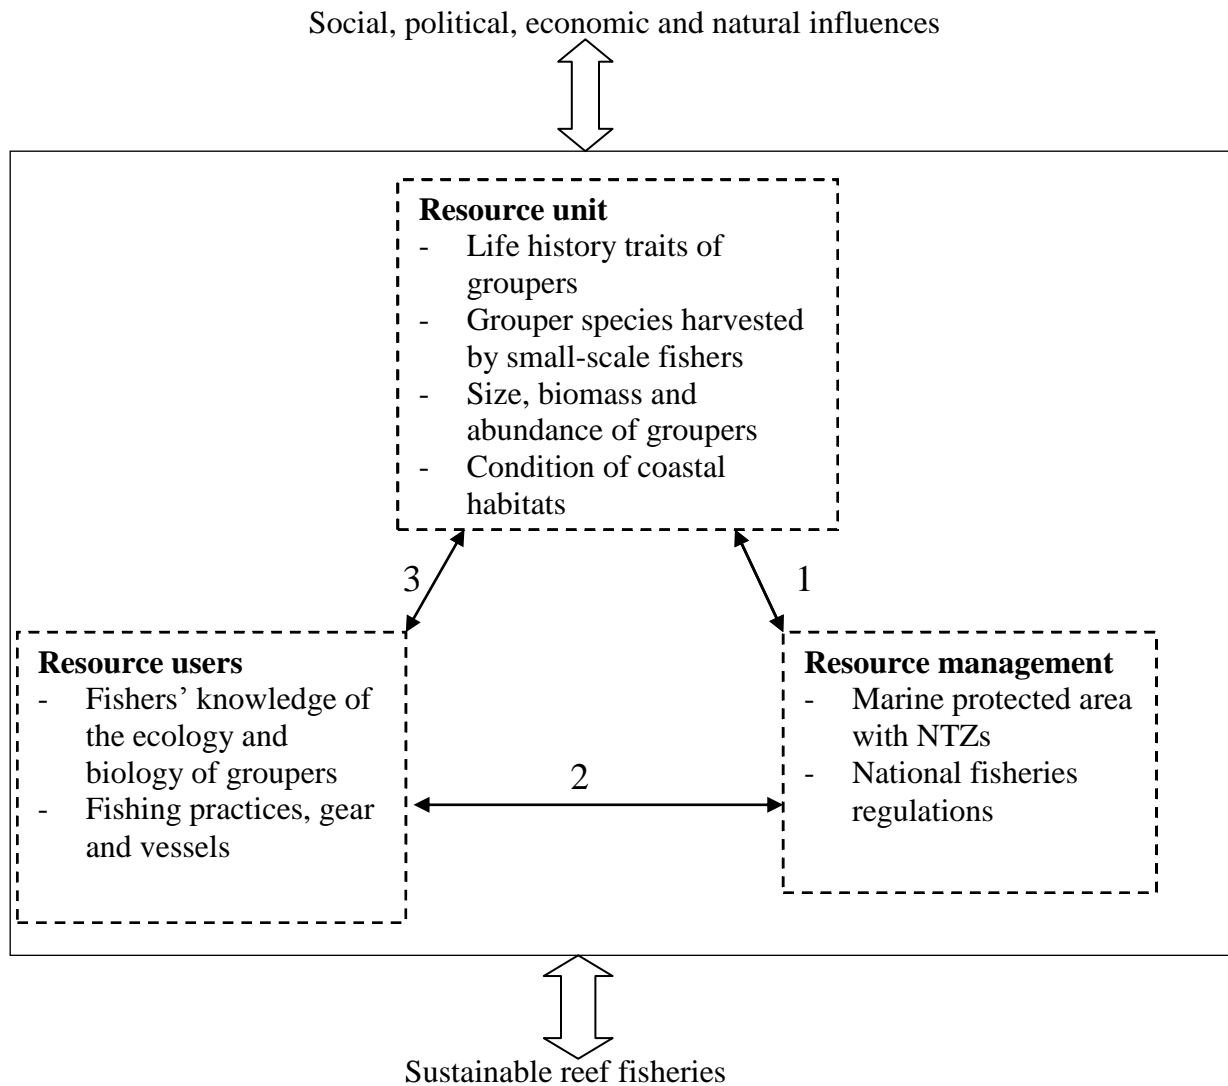 Social, political, economic and natural influences
Resource unit
- Life history traits of
groupers
- Grouper species harvested
by small-scale fishers
- Size, biomass and
abundance of groupers
- Condition of coastal
habitats
3
1
Resource users
- Fishers’ knowledge of
the ecology and
biology of groupers
- Fishing practices, gear
and vessels
2
Resource management
- Marine protected area
with NTZs
- National fisheries
regulations
Sustainable reef fisheries